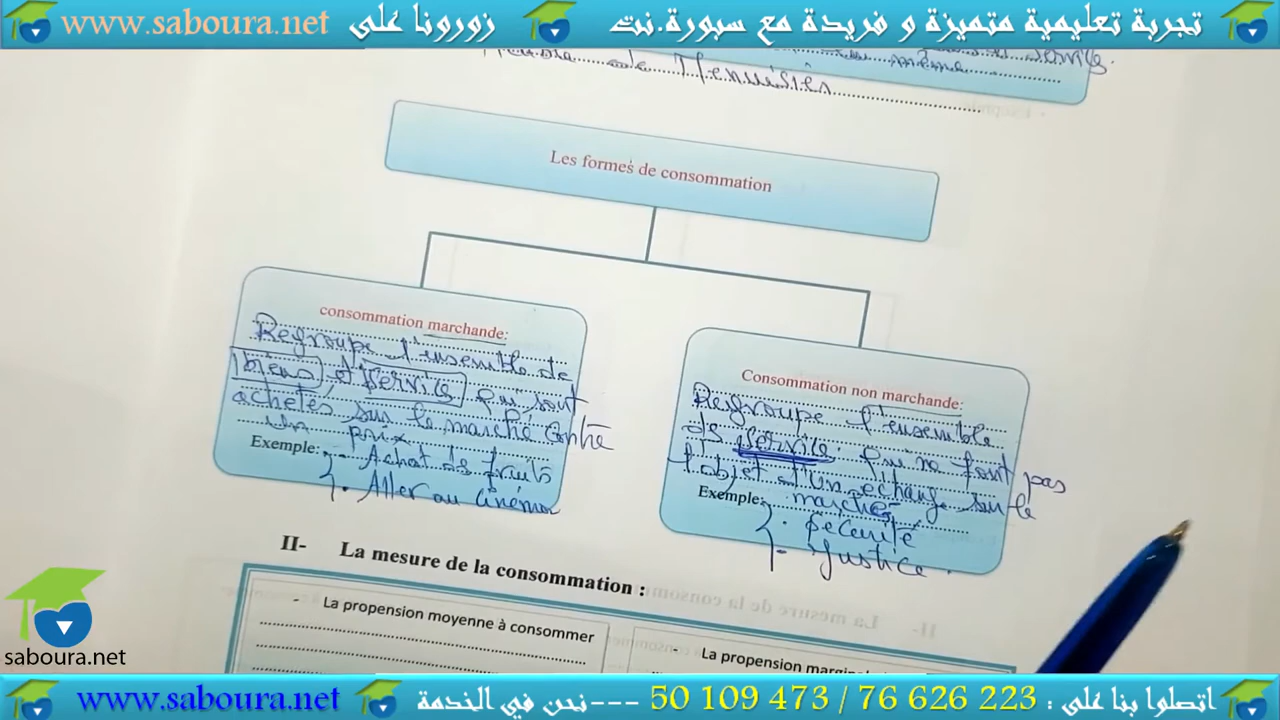 www.saboura.net زورونا على تجربة تعليمية متميزة و فريدة مع سبورة.نت
de Menuisiès
Les formes de consommation
consommation marchande:
Regroupe l'ensemble de
biens et service qui sont
achetés sur le marché contre
un prix
Exemple: - Achat de fruits
- Aller au cinéma
Consommation non marchande:
Regroupe l'ensemble
de service qui ne font pas
l'objet d'un échange sur le
marché
Exemple:
- Sécurité
- Justice.
II- La mesure de la consommation :
- La propension moyenne à consommer
- La propension
saboura.net
www.saboura.net اتصلوا بنا على : 50 109 473 / 76 626 223 ---نحن في الخدمة